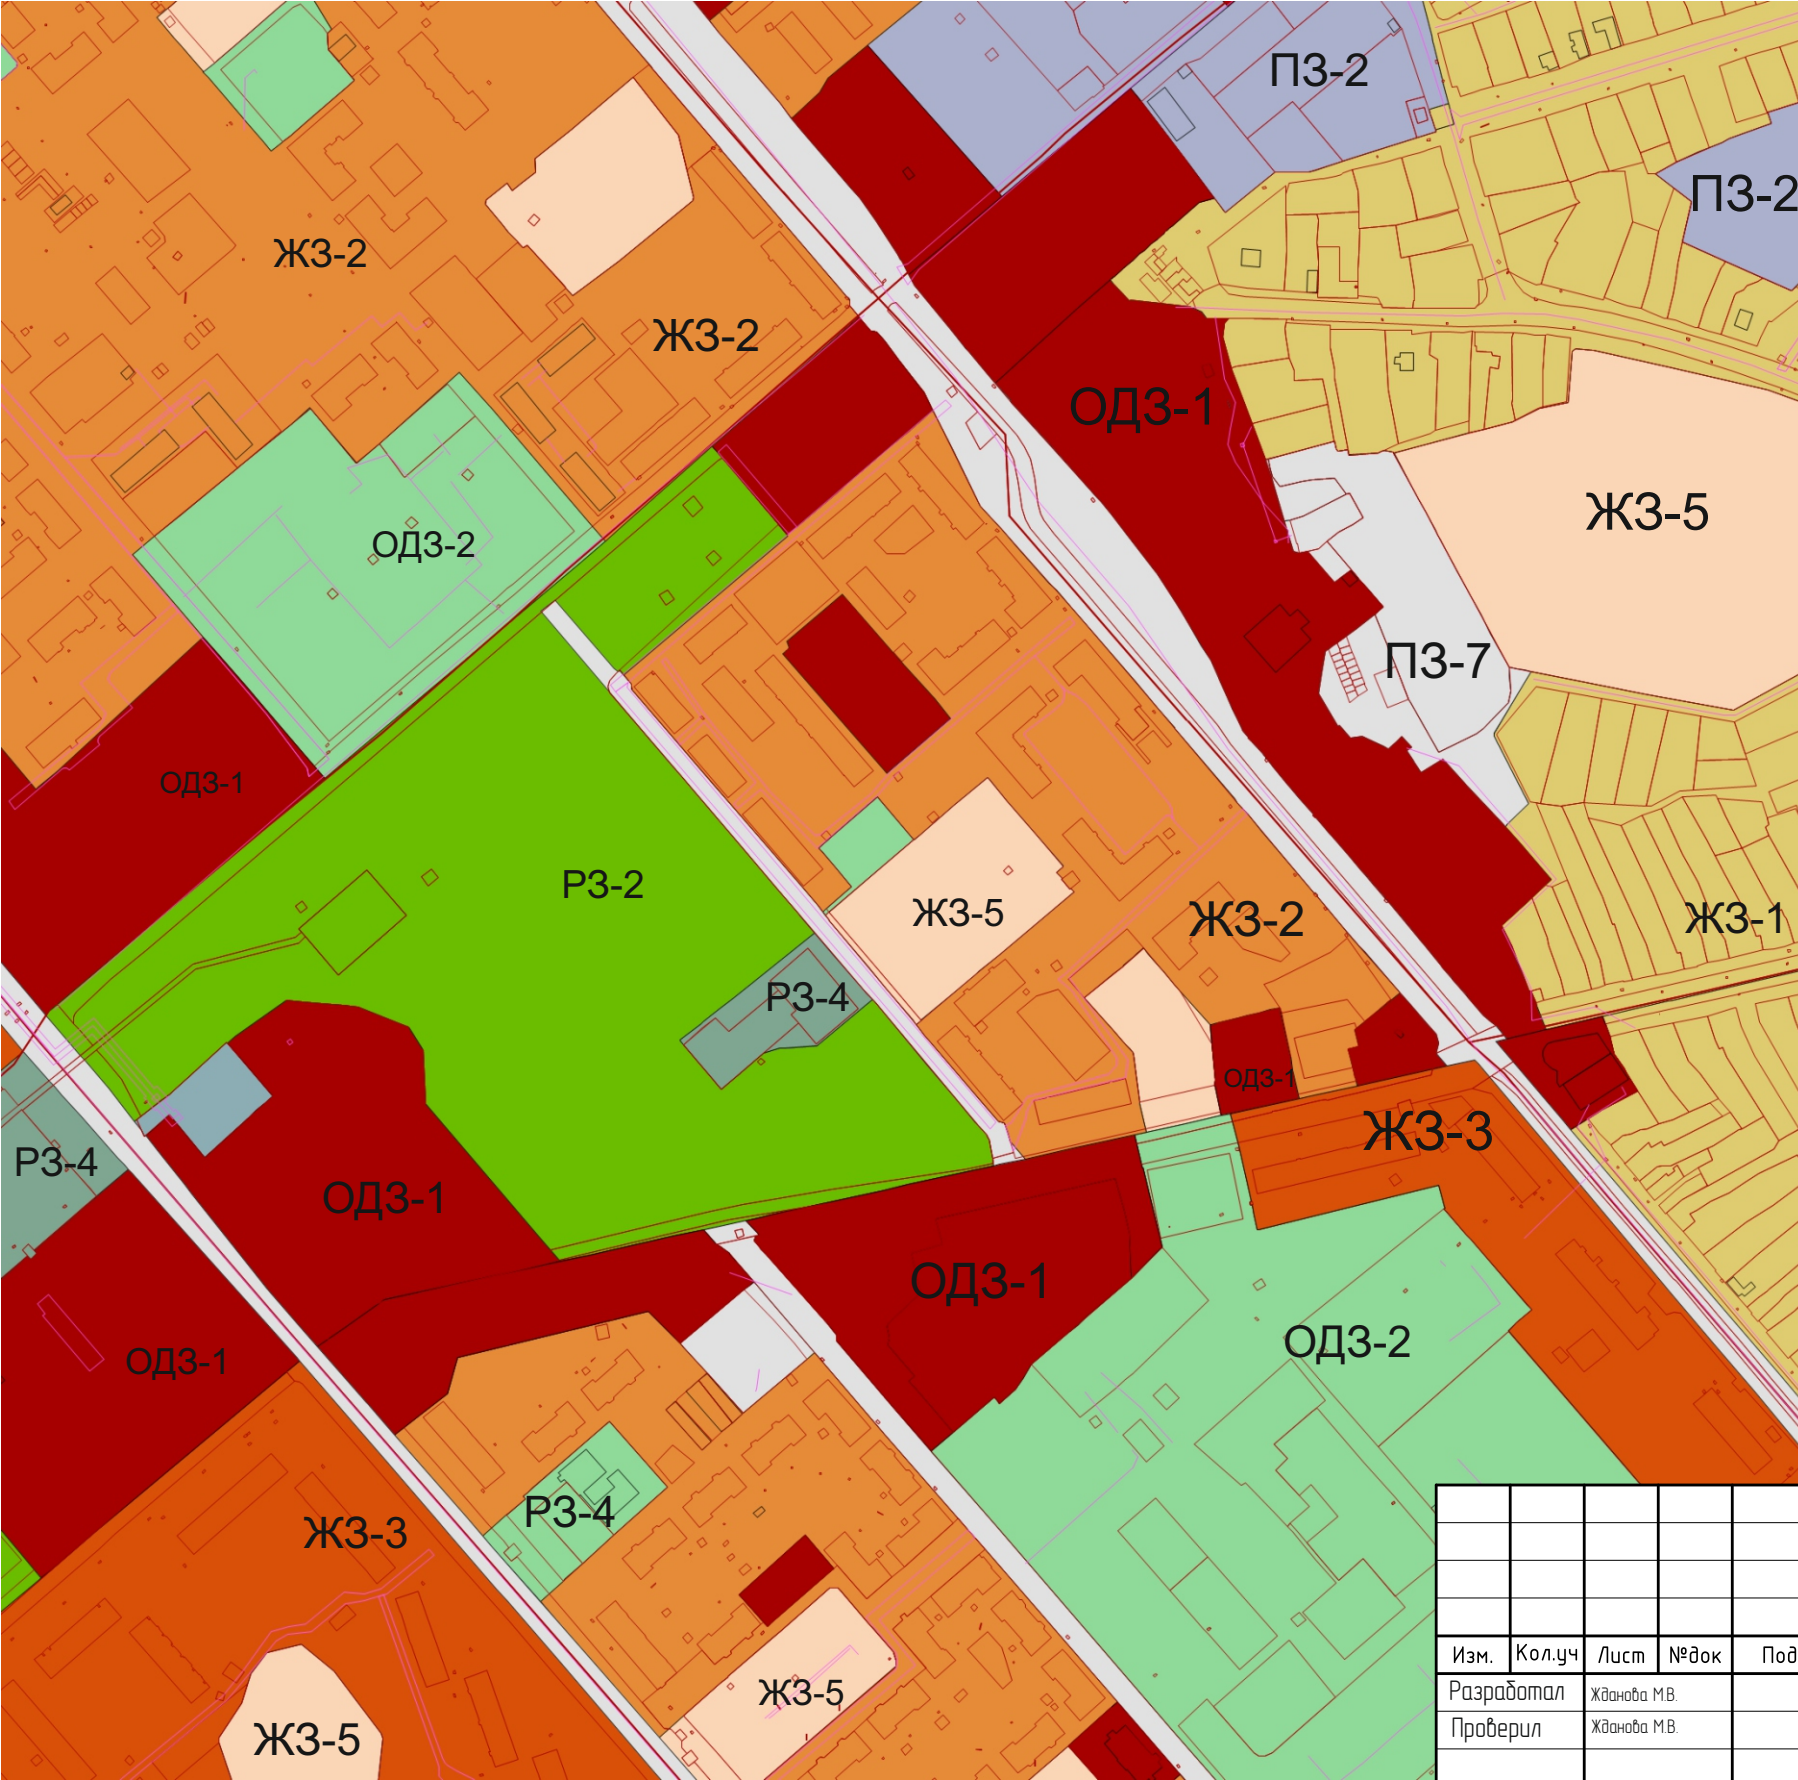 ПЗ-2
ПЗ-2
ЖЗ-2
ЖЗ-2
ОДЗ-1
ЖЗ-5
ОДЗ-2
ПЗ-7
ОДЗ-1
РЗ-2
ЖЗ-5
ЖЗ-2
ЖЗ-1
РЗ-4
ОДЗ-1
ЖЗ-3
РЗ-4
ОДЗ-1
ОДЗ-1
ОДЗ-2
ОДЗ-1
РЗ-4
ЖЗ-3
ЖЗ-5
ЖЗ-5
Изм. Кол.уч Лист №док Под
Разработал Жданова М.В.
Проверил Жданова М.В.